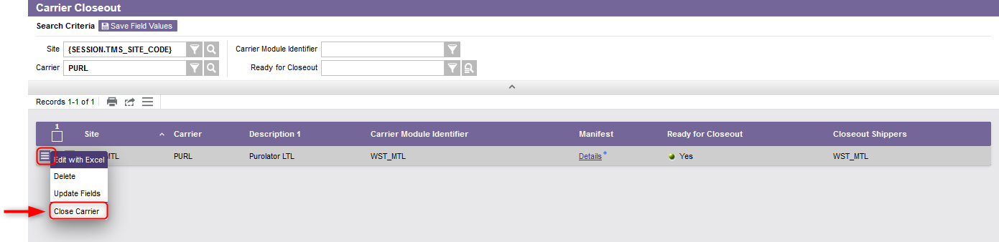 Carrier Closeout
Search Criteria Save Field Values
Site {SESSION.TMS_SITE_CODE} Carrier Module Identifier
Carrier PURL Ready for Closeout
Records 1-1 of 1
1
Site Carrier Description 1 Carrier Module Identifier Manifest Ready for Closeout Closeout Shippers
MTL PURL Purolator LTL WST_MTL Details+ Yes WST_MTL
Edit with Excel
Delete
Update Fields
Close Carrier